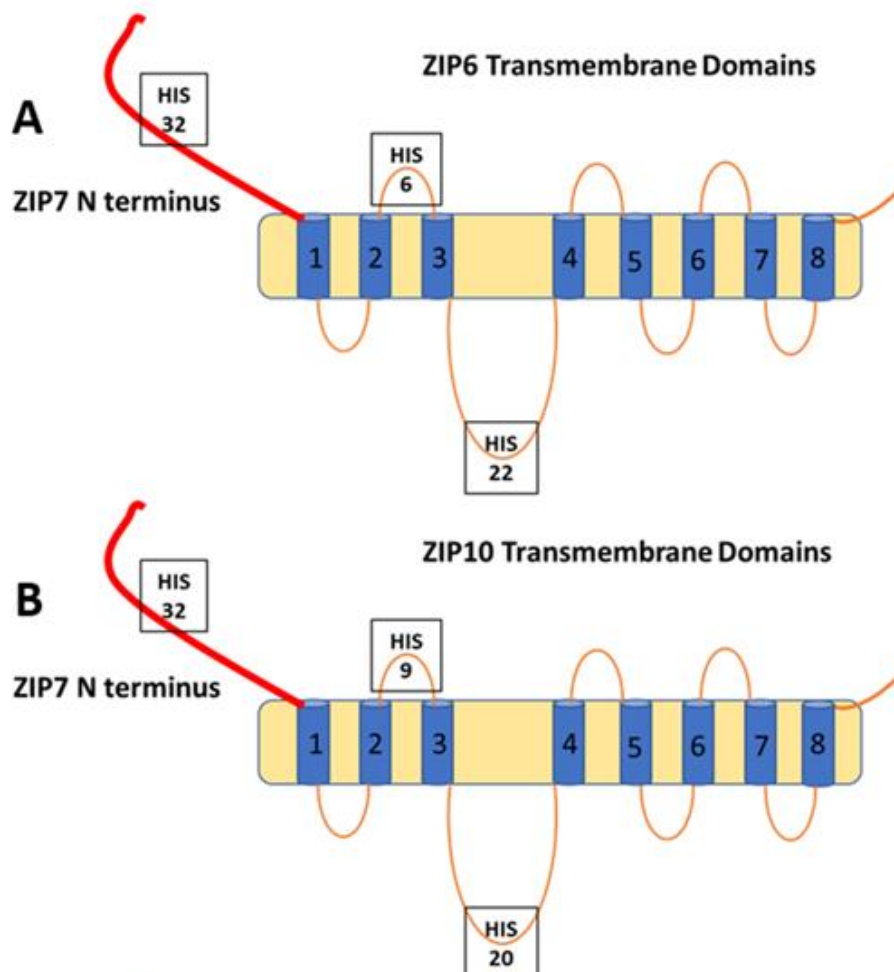 ZIP6 Transmembrane Domains
A
HIS
32
HIS
6
ZIP7 N terminus
1 2 3 4 5 6 7 8
HIS
22
ZIP10 Transmembrane Domains
B
HIS
32
HIS
9
ZIP7 N terminus
1 2 3 4 5 6 7 8
HIS
20